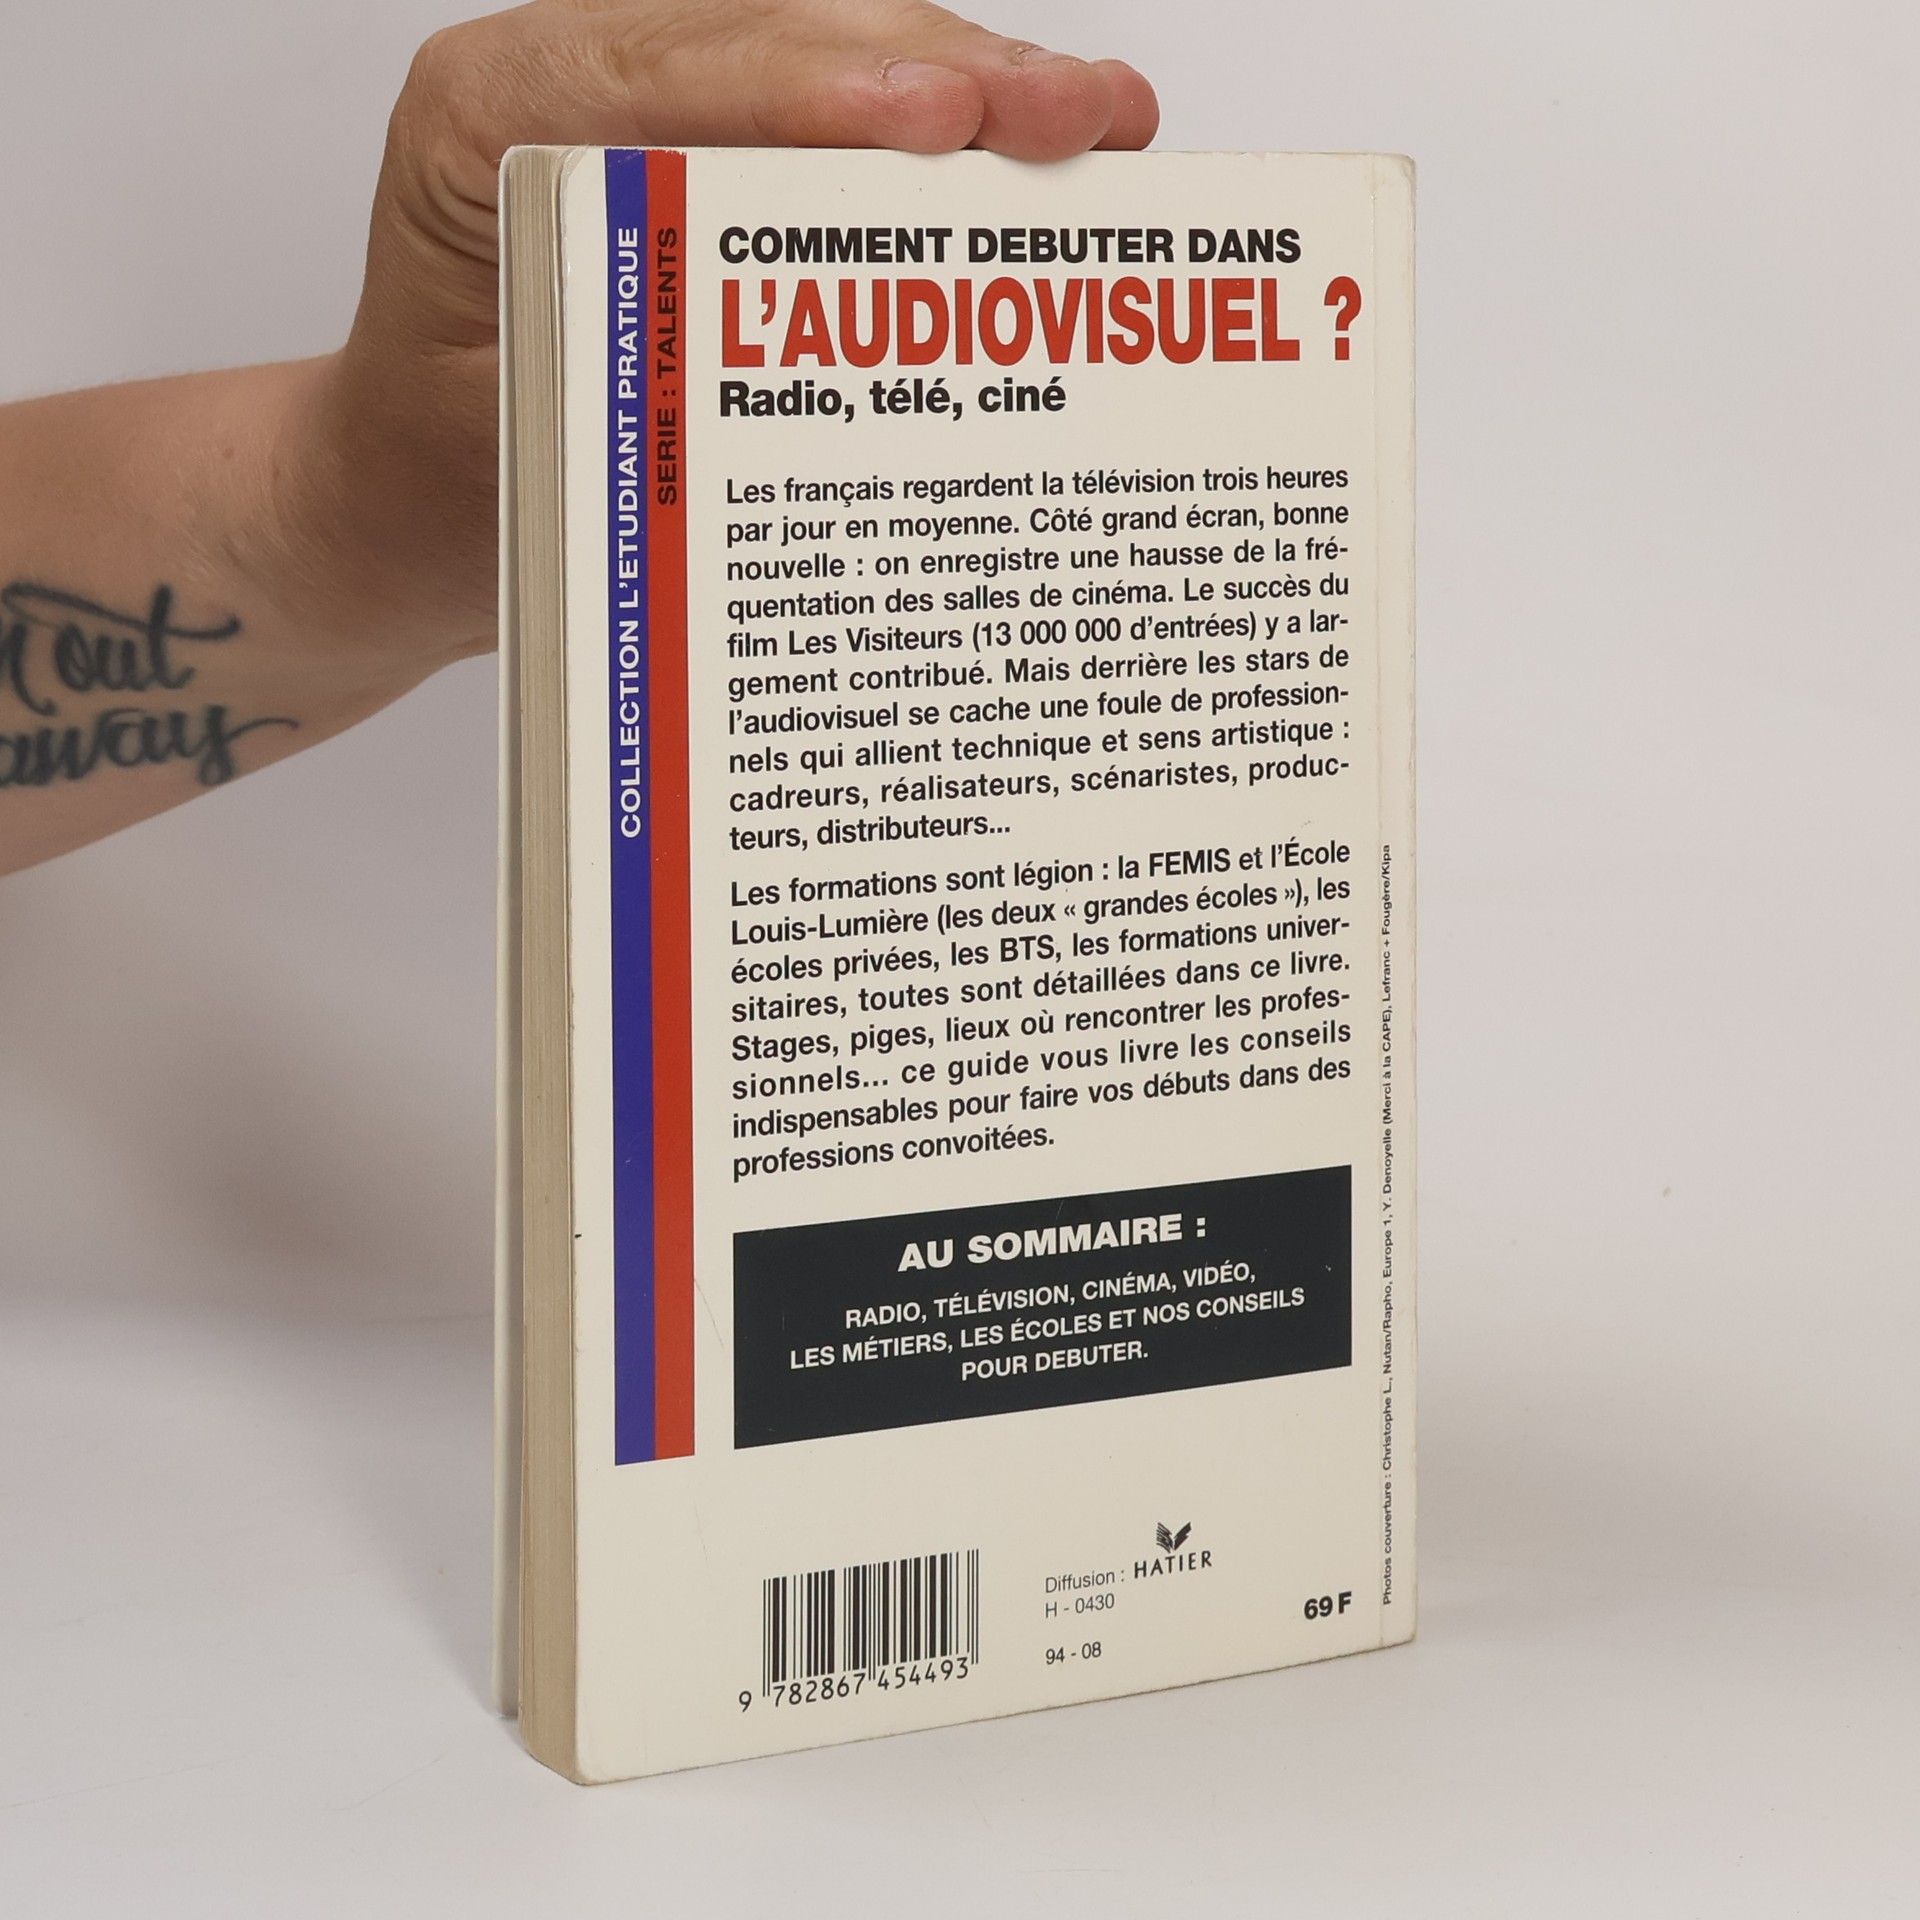 COMMENT DEBUTER DANS
L'AUDIOVISUEL ?
Radio, télé, ciné
COLLECTION L'ETUDIANT PRATIQUE
SERIE : TALENTS
Les français regardent la télévision trois heures
par jour en moyenne. Côté grand écran, bonne
nouvelle : on enregistre une hausse de la fré-
quentation des salles de cinéma. Le succès du
film Les Visiteurs (13 000 000 d'entrées) y a lar-
gement contribué. Mais derrière les stars de
l'audiovisuel se cache une foule de profession-
nels qui allient technique et sens artistique :
cadreurs, réalisateurs, scénaristes, produc-
teurs, distributeurs...
Les formations sont légion : la FEMIS et l'École
Louis-Lumière (les deux « grandes écoles »), les
écoles privées, les BTS, les formations univer-
sitaires, toutes sont détaillées dans ce livre.
Stages, piges, lieux où rencontrer les profes-
sionnels... ce guide vous livre les conseils
indispensables pour faire vos débuts dans des
professions convoitées.
AU SOMMAIRE :
RADIO, TÉLÉVISION, CINÉMA, VIDÉO,
LES MÉTIERS, LES ÉCOLES ET NOS CONSEILS
POUR DEBUTER.
Photos couverture : Christophe L., Nutan/Rapho, Europe 1, Y. Denoyelle (Merci à la CAPE), Lefranc + Fougère/Kipa
Diffusion : HATIER
H - 0430
94 - 08
69 F
9 782867 454493
out
away